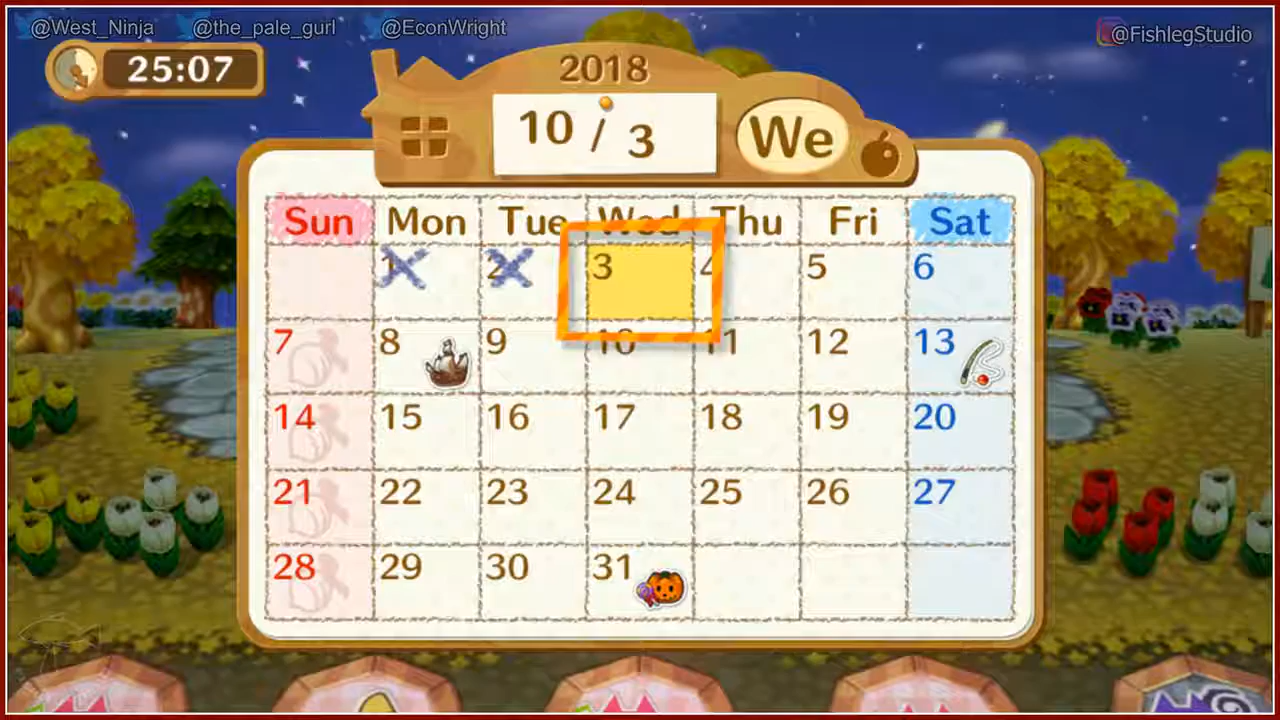 @West_Ninja @the_pale_gurl @EconWright @FishlegStudio
25:07
2018
10 / 3 We
Sun Mon Tue Wed Thu Fri Sat
1 2 3 4 5 6
7 8 9 10 11 12 13
14 15 16 17 18 19 20
21 22 23 24 25 26 27
28 29 30 31